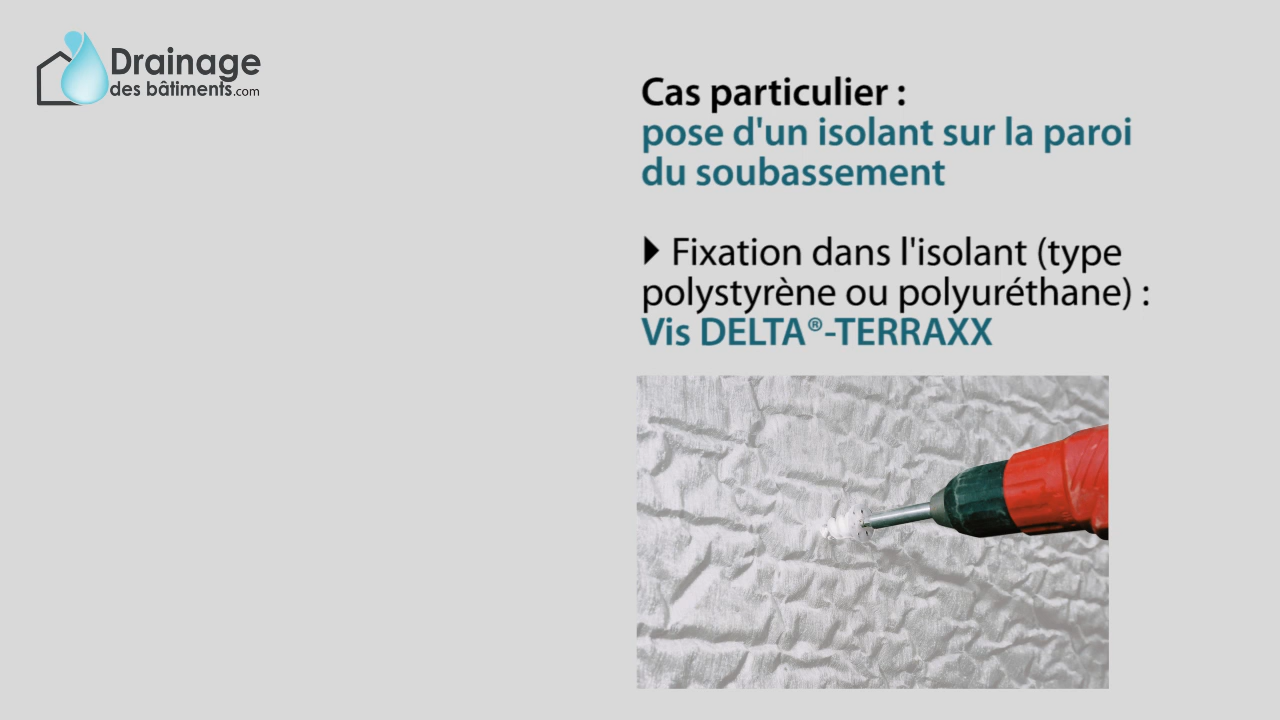 Drainage
des bâtiments.com
Cas particulier :
pose d'un isolant sur la paroi
du soubassement
Fixation dans l'isolant (type
polystyrène ou polyuréthane) :
Vis DELTA®-TERRAXX